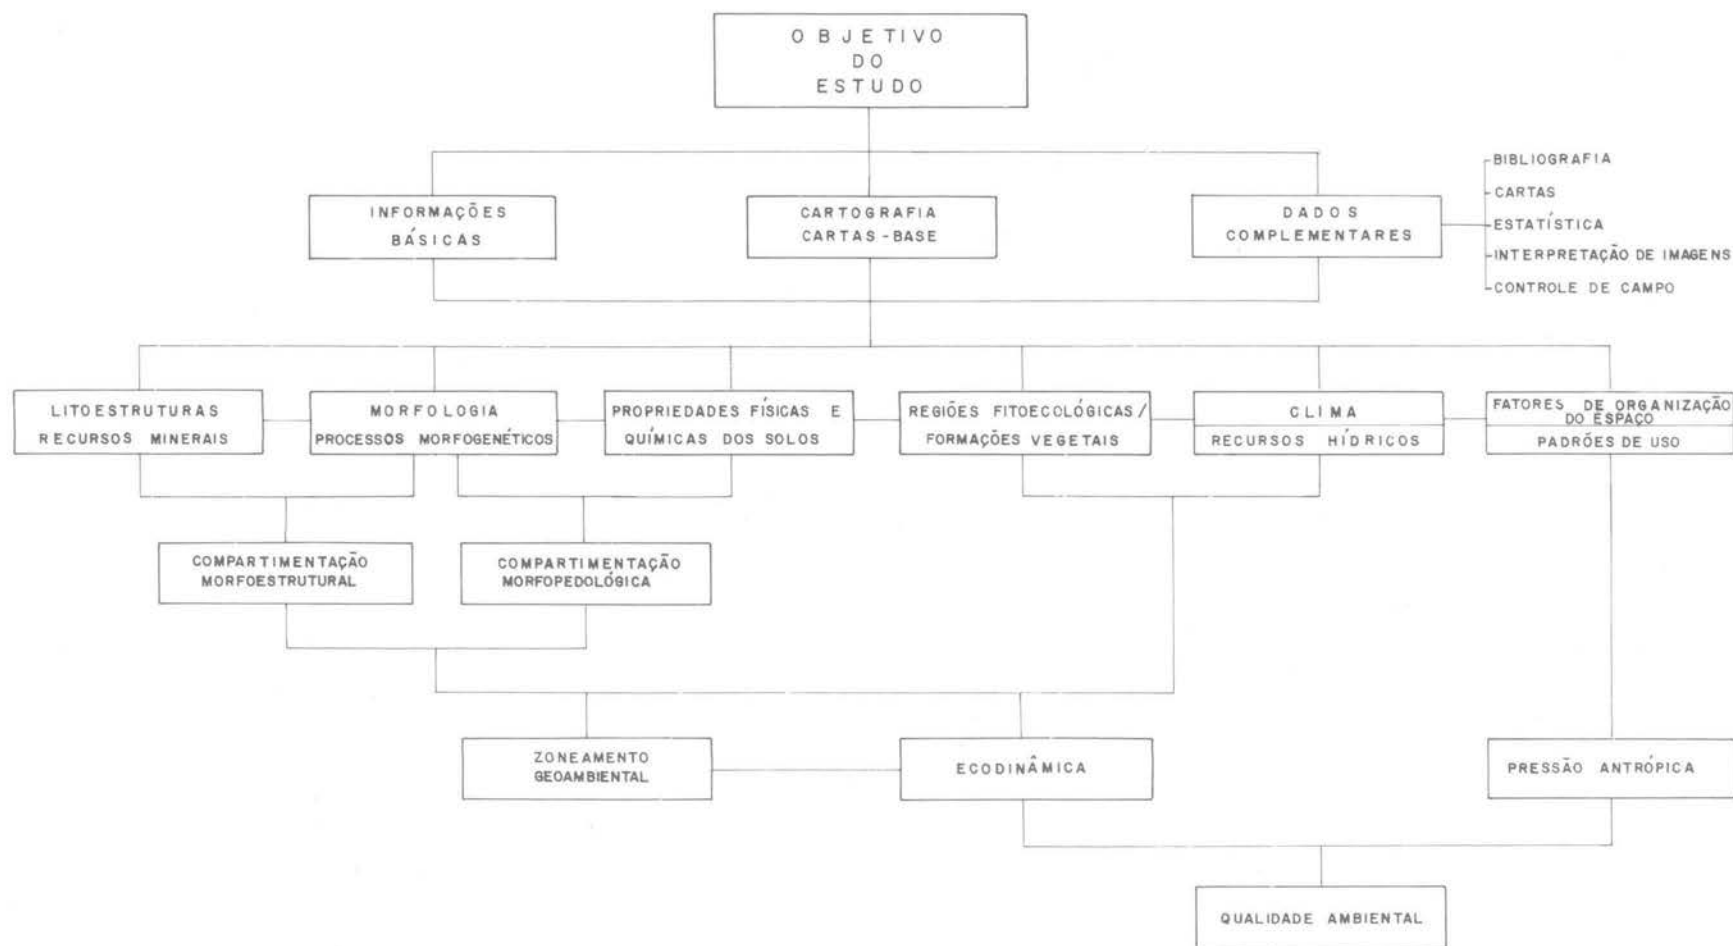 OBJETIVO
DO
ESTUDO
INFORMAÇÕES
BÁSICAS
CARTOGRAFIA
CARTAS-BASE
DADOS
COMPLEMENTARES
BIBLIOGRAFIA
CARTAS
ESTATÍSTICA
INTERPRETAÇÃO DE IMAGENS
CONTROLE DE CAMPO
LITOESTRUTURAS
RECURSOS MINERAIS
MORFOLOGIA
PROCESSOS MORFOGENÉTICOS
PROPRIEDADES FÍSICAS E
QUÍMICAS DOS SOLOS
REGIÕES FITOECOLÓGICAS/
FORMAÇÕES VEGETAIS
CLIMA
RECURSOS HÍDRICOS
FATORES DE ORGANIZAÇÃO
DO ESPAÇO
PADRÕES DE USO
COMPARTIMENTAÇÃO
MORFOESTRUTURAL
COMPARTIMENTAÇÃO
MORFOPEDOLÓGICA
ZONEAMENTO
GEOAMBIENTAL
ECODINÂMICA
PRESSÃO ANTRÓPICA
QUALIDADE AMBIENTAL